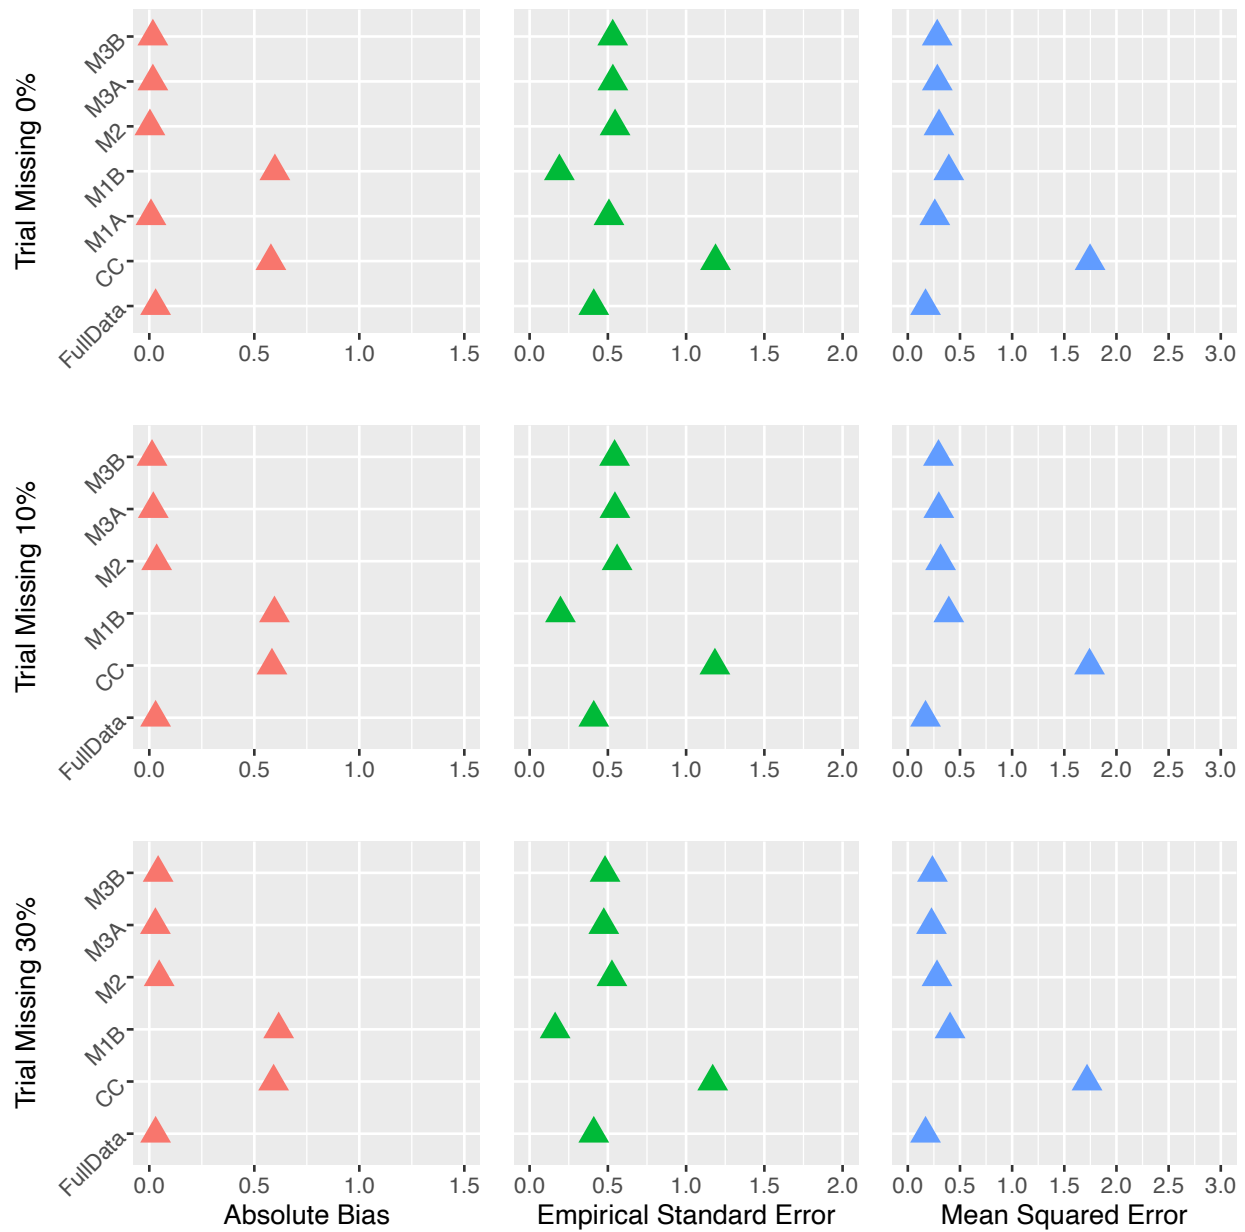 Trial Missing 0%
M3B
M3A
M2
M1B
M1A
CC
FullData
0.0 0.5 1.0 1.5
0.0 0.5 1.0 1.5 2.0
0.0 0.5 1.0 1.5 2.0 2.5 3.0
Trial Missing 10%
M3B
M3A
M2
M1B
CC
FullData
0.0 0.5 1.0 1.5
0.0 0.5 1.0 1.5 2.0
0.0 0.5 1.0 1.5 2.0 2.5 3.0
Trial Missing 30%
M3B
M3A
M2
M1B
CC
FullData
0.0 0.5 1.0 1.5
0.0 0.5 1.0 1.5 2.0
0.0 0.5 1.0 1.5 2.0 2.5 3.0
Absolute Bias
Empirical Standard Error
Mean Squared Error